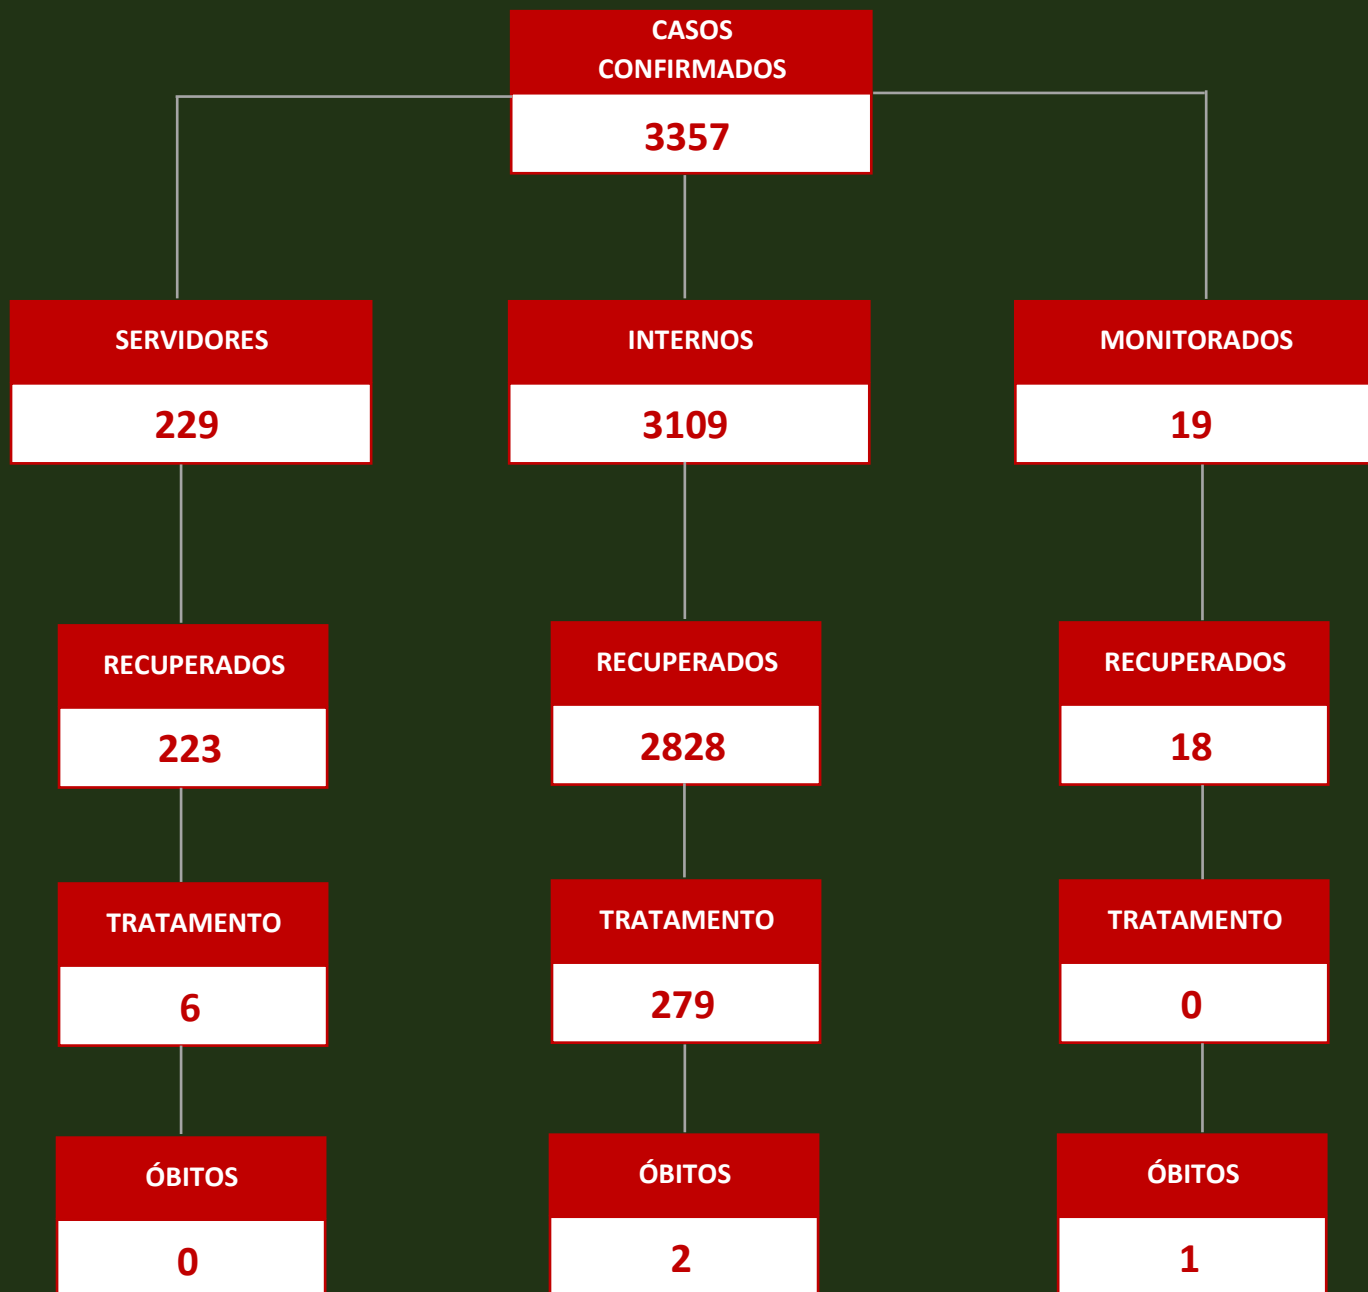 CASOS
CONFIRMADOS
3357
SERVIDORES
229
INTERNOS
3109
MONITORADOS
19
RECUPERADOS
223
RECUPERADOS
2828
RECUPERADOS
18
TRATAMENTO
6
TRATAMENTO
279
TRATAMENTO
0
ÓBITOS
0
ÓBITOS
2
ÓBITOS
1